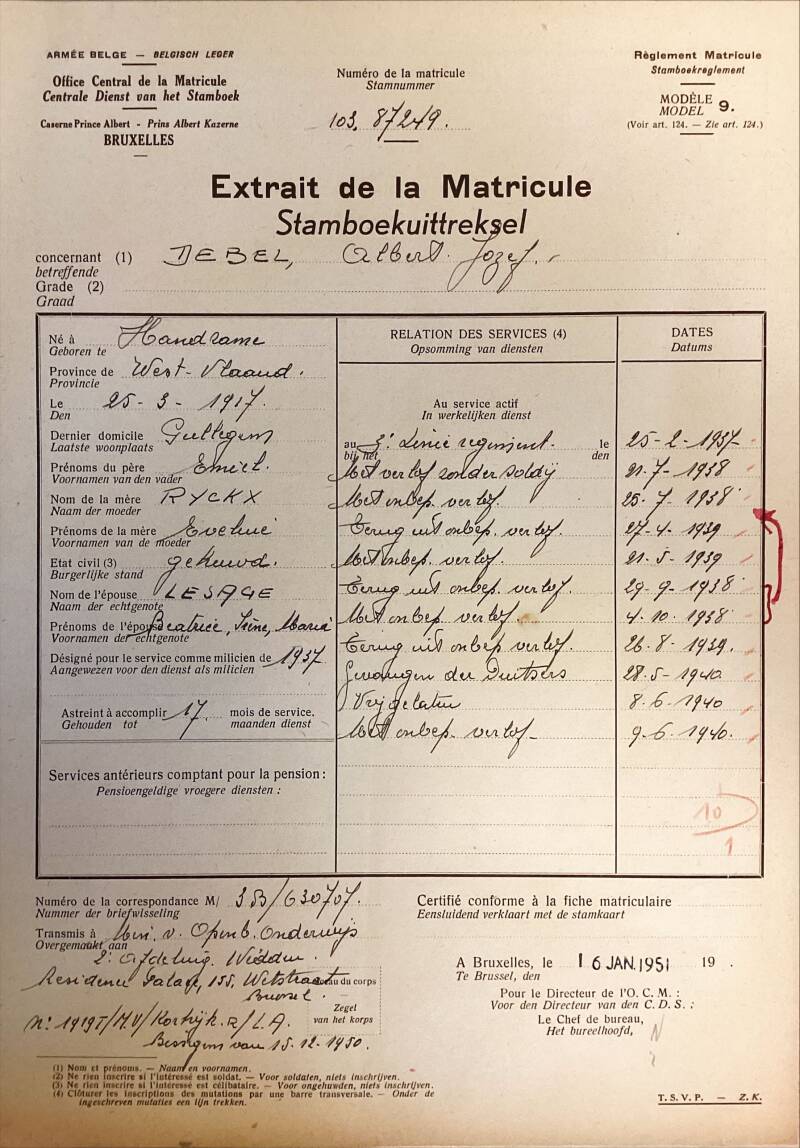 ARMÉE BELGE — BELGISCH LEGER
Office Central de la Matricule
Centrale Dienst van het Stamboek
Caserne Prince Albert - Prins Albert Kazerne
BRUXELLES
Numéro de la matricule
Stamnummer
103. 87249.
Règlement Matricule
Stamboekreglement
MODÈLE 9.
MODEL
(Voir art. 124. — Zie art. 124.)
Extrait de la Matricule
Stamboekuittreksel
concernant (1) DEBEL, Albert Jozef.
betreffende
Grade (2)
Graad
Né à Handzame
Geboren te
Province de West-Vlaand.
Provincie
Le 25-3-1917.
Den
Dernier domicile Gullegem
Laatste woonplaats
Prénoms du père Emiel.
Voornamen van den vader
Nom de la mère RYCKX
Naam der moeder
Prénoms de la mère Eveline
Voornamen van de moeder
Etat civil (3) gehuwd.
Burgerlijke stand
Nom de l'épouse LESAGE
Naam der echtgenote
Prénoms de l'épouse Beatrice, Irène, Maria
Voornamen der echtgenote
Désigné pour le service comme milicien de 1937
Aangewezen voor den dienst als milicien
Astreint à accomplir 17 mois de service.
Gehouden tot maanden dienst
Services antérieurs comptant pour la pension :
Pensioengeldige vroegere diensten :
RELATION DES SERVICES (4)
Opsomming van diensten
DATES
Datums
Au service actif
In werkelijken dienst
au 3e Linie regiment. le 25-2-1937
bij het den
Met verlof zonder soldij 21.7-1938
Met onbep. verlof. 25.7-1938
Terug uit onbep. verlof. 27-4-1939
Met onbep. verlof. 21.5-1939
Terug uit onbep. verlof. 29-9-1938
Met onbep. verlof. 4.10.1938
Terug uit onbep. verlof. 26.8-1939.
Gevangen der Duitsers 28.5-1940
Vrijgelaten 8.6-1940
Met onbep. verlof- 9.6-1940.
10
1
Numéro de la correspondance M/ 3B/630707.
Nummer der briefwisseling
Transmis à Min. v. Openb. Onderwijs
Overgemaakt aan
2e Afdeling. Wedden.
Residence Palace, 155, Wetstraat
Brussel.
n: 1919T/M.V/Kortrijk.R/L.A.
van 15.12-1950.
Sceau du corps
Zegel
van het korps
Certifié conforme à la fiche matriculaire
Eensluidend verklaart met de stamkaart
A Bruxelles, le 16 JAN. 1951 19 .
Te Brussel, den
Pour le Directeur de l'O. C. M. :
Voor den Directeur van den C. D. S. :
Le Chef de bureau,
Het bureelhoofd,
(1) Nom et prénoms. — Naam en voornamen.
(2) Ne rien inscrire si l'intéressé est soldat. — Voor soldaten, niets inschrijven.
(3) Ne rien inscrire si l'intéressé est célibataire. — Voor ongehuwden, niets inschrijven.
(4) Clôturer les inscriptions des mutations par une barre transversale. — Onder de
ingeschreven mutaties een lijn trekken.
T. S. V. P. — Z. K.